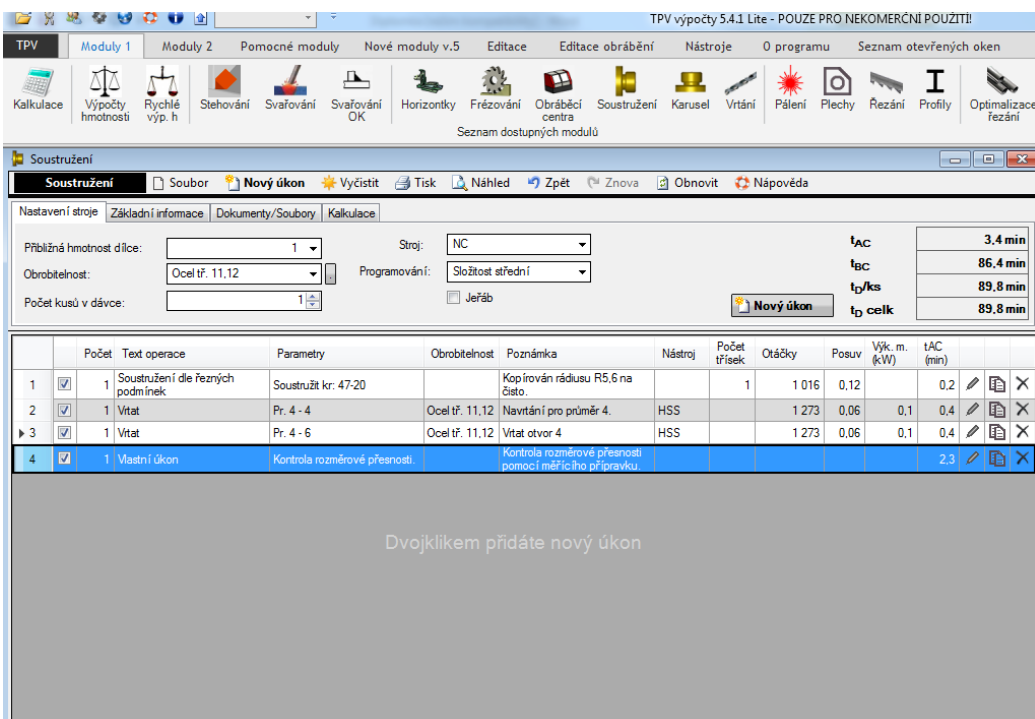 TPV výpočty 5.4.1 Lite - POUZE PRO NEKOMERČNÍ POUŽITÍ!
TPV Moduly 1 Moduly 2 Pomocné moduly Nové moduly v.5 Editace Editace obrábění Nástroje O programu Seznam otevřených oken
Kalkulace Výpočty hmotnosti Rychlé výp. h Stehování Svařování Svařování OK Horizontky Frézování Obráběcí centra Soustružení Karusel Vrtání Pálení Plechy Řezání Profily Optimalizace řezání
Seznam dostupných modulů
Soustružení
Soustružení Soubor Nový úkon Vyčistit Tisk Náhled Zpět Znova Obnovit Nápověda
Nastavení stroje Základní informace Dokumenty/Soubory Kalkulace
Přibližná hmotnost dílce: 1 Stroj: NC tAC 3,4 min
Obrobitelnost: Ocel tř. 11,12 Programování: Složitost střední tBC 86,4 min
tD/ks 89,8 min
Počet kusů v dávce: 1 Jeřáb Nový úkon tD celk 89,8 min
Počet Text operace Parametry Obrobitelnost Poznámka Nástroj Počet třísek Otáčky Posuv Výk. m. (kW) tAC (min)
1 1 Soustružení dle řezných podmínek Soustružit kr: 47-20 Kopírován rádiusu R5,6 na čisto. 1 1 016 0,12 0,2
2 1 Vrtat Pr. 4 - 4 Ocel tř. 11,12 Navrtání pro průměr 4. HSS 1 273 0,06 0,1 0,4
3 1 Vrtat Pr. 4 - 6 Ocel tř. 11,12 Vrtat otvor 4 HSS 1 273 0,06 0,1 0,4
4 1 Vlastní úkon Kontrola rozměrové přesnosti. Kontrola rozměrové přesnosti pomocí měřícího přípravku. 2,3
Dvojklikem přidáte nový úkon